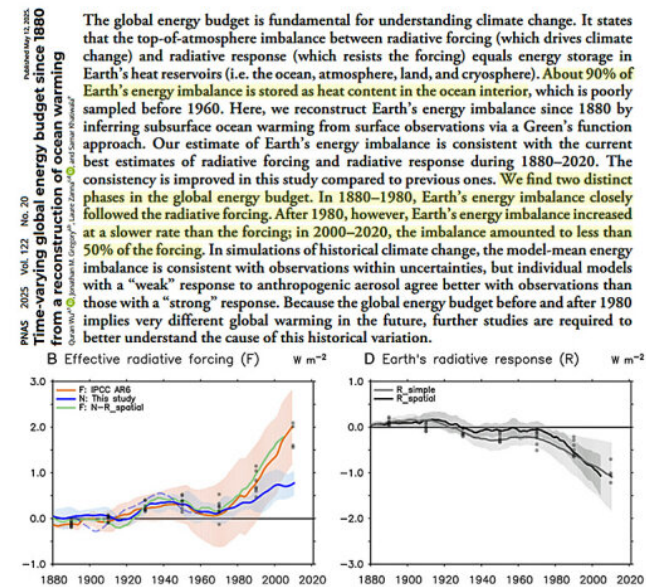 Published May 12, 2025.
PNAS 2025 Vol. 122 No. 20
Time-varying global energy budget since 1880
from a reconstruction of ocean warming
Quran Wu, Jonathan M. Gregory, Laure Zanna, and Samar Khatiwala
The global energy budget is fundamental for understanding climate change. It states
that the top-of-atmosphere imbalance between radiative forcing (which drives climate
change) and radiative response (which resists the forcing) equals energy storage in
Earth's heat reservoirs (i.e. the ocean, atmosphere, land, and cryosphere). About 90% of
Earth's energy imbalance is stored as heat content in the ocean interior, which is poorly
sampled before 1960. Here, we reconstruct Earth's energy imbalance since 1880 by
inferring subsurface ocean warming from surface observations via a Green's function
approach. Our estimate of Earth's energy imbalance is consistent with the current
best estimates of radiative forcing and radiative response during 1880–2020. The
consistency is improved in this study compared to previous ones. We find two distinct
phases in the global energy budget. In 1880–1980, Earth's energy imbalance closely
followed the radiative forcing. After 1980, however, Earth's energy imbalance increased
at a slower rate than the forcing; in 2000–2020, the imbalance amounted to less than
50% of the forcing. In simulations of historical climate change, the model-mean energy
imbalance is consistent with observations within uncertainties, but individual models
with a "weak" response to anthropogenic aerosol agree better with observations than
those with a "strong" response. Because the global energy budget before and after 1980
implies very different global warming in the future, further studies are required to
better understand the cause of this historical variation.
B Effective radiative forcing (F) W m-2
3.0
F: IPCC AR6
N: This study
F: N-R_spatial
2.0
1.0
0.0
-1.0
1880 1900 1920 1940 1960 1980 2000 2020
D Earth's radiative response (R) W m-2
1.0
R_simple
R_spatial
0.0
-1.0
-2.0
-3.0
1880 1900 1920 1940 1960 1980 2000 2020